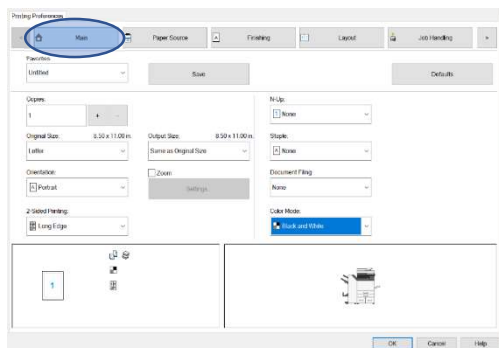 Printing Preferences
Main
Paper Source
Finishing
Layout
Job Handling
Favorites:
Untitled
Save
Defaults
Copies:
1
+ -
N-Up:
1 None
Original Size: 8.50 x 11.00 in.
Letter
Output Size: 8.50 x 11.00 in.
Same as Original Size
Staple:
None
Orientation:
A Portrait
Zoom
Settings
Document Filing:
None
2-Sided Printing:
Long Edge
Color Mode:
Black and White
1
OK
Cancel
Help